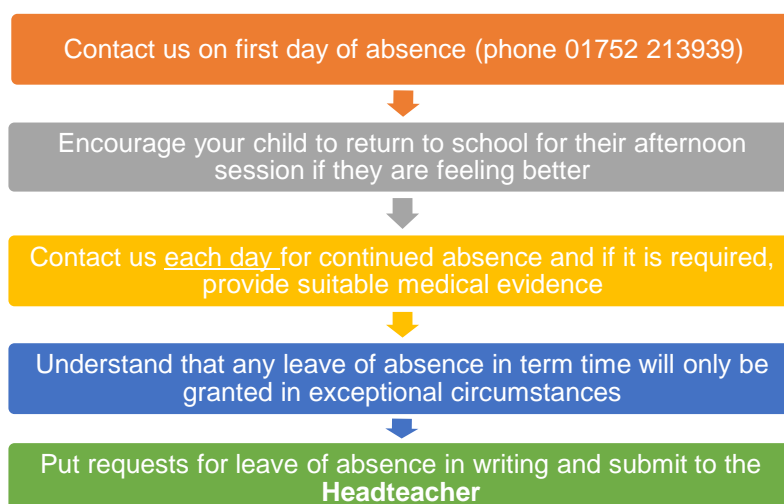 Contact us on first day of absence (phone 01752 213939)
Encourage your child to return to school for their afternoon
session if they are feeling better
Contact us each day for continued absence and if it is required,
provide suitable medical evidence
Understand that any leave of absence in term time will only be
granted in exceptional circumstances
Put requests for leave of absence in writing and submit to the
Headteacher